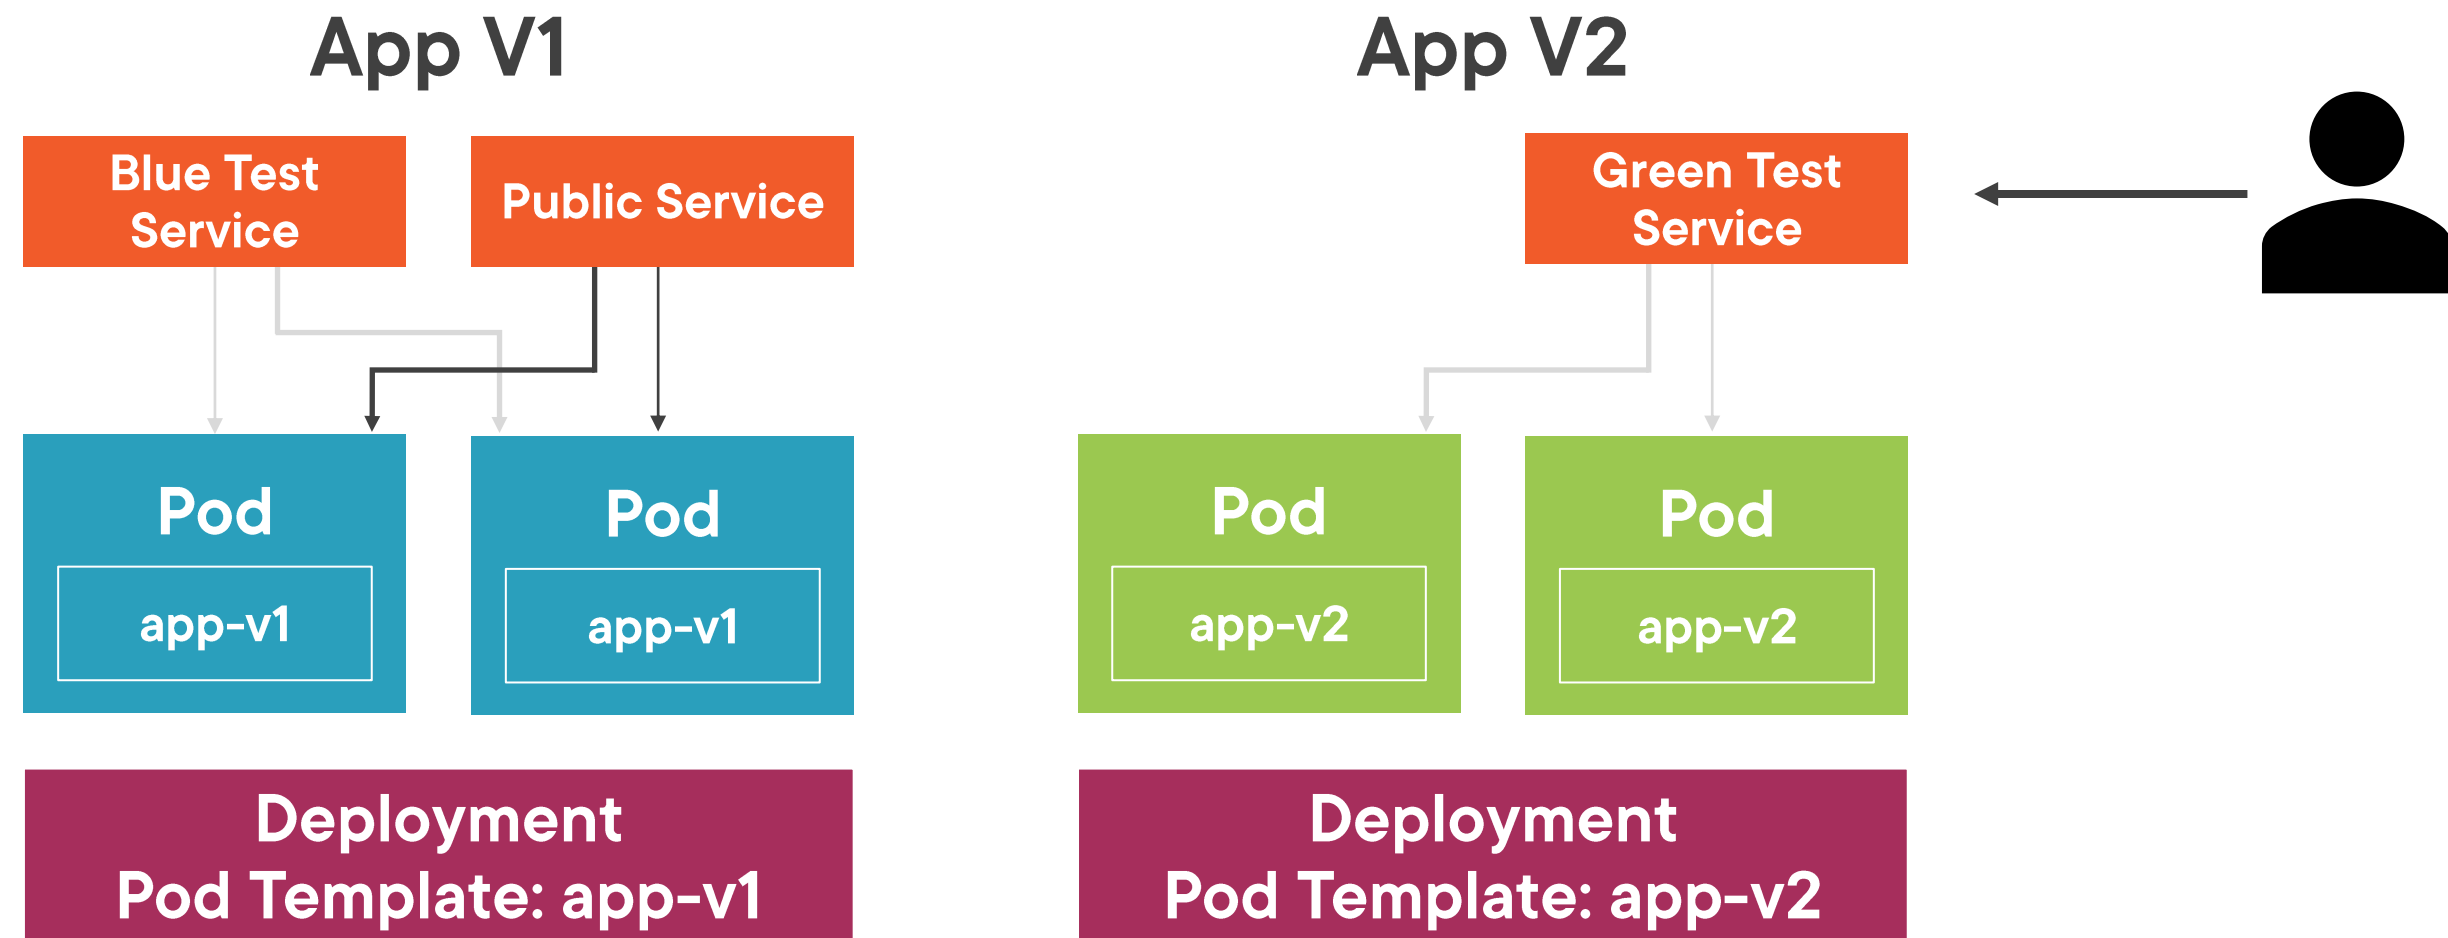 App V1
Blue Test
Service
Public Service
Pod
app-v1
Pod
app-v1
Deployment
Pod Template: app-v1
App V2
Green Test
Service
Pod
app-v2
Pod
app-v2
Deployment
Pod Template: app-v2